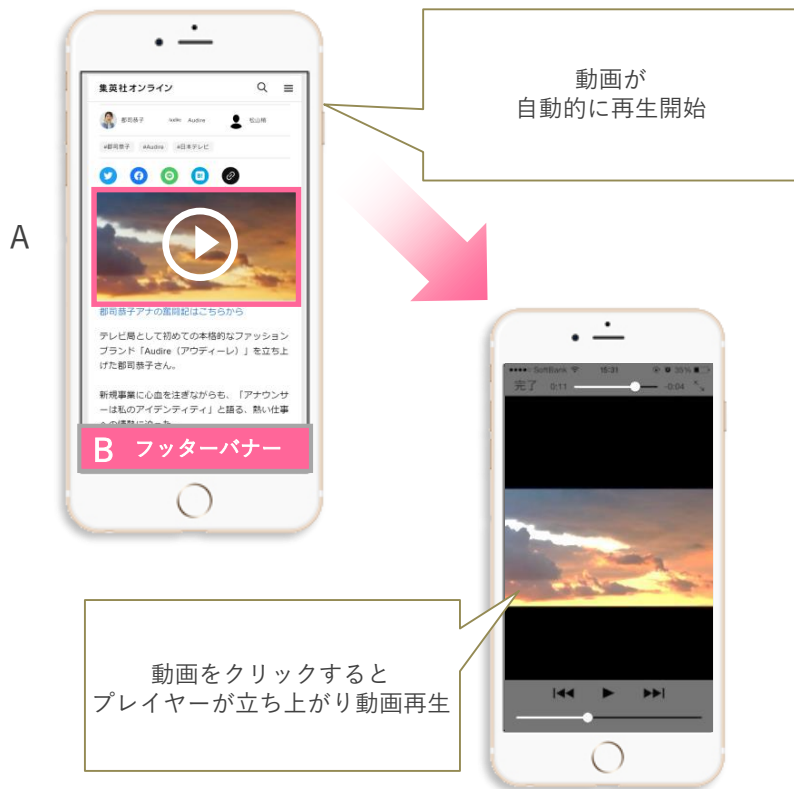 動画が
自動的に再生開始
集英社オンライン
郡司恭子
Audire
松山梢
#郡司恭子 #Audire #日本テレビ
A
郡司恭子アナの奮闘記はこちらから
テレビ局として初めての本格的なファッション
ブランド「Audire（アウディーレ）」を立ち上
げた郡司恭子さん。
新規事業に心血を注ぎながらも、「アナウンサ
ーは私のアイデンティティ」と語る、熱い仕事
B フッターバナー
SoftBank 15:31 35%
完了 0:11 -0:04
動画をクリックすると
プレイヤーが立ち上がり動画再生